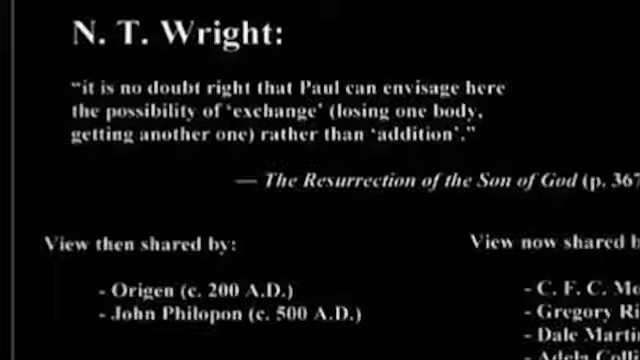 N. T. Wright:
“it is no doubt right that Paul can envisage here
the possibility of ‘exchange’ (losing one body,
getting another one) rather than ‘addition’.”
— The Resurrection of the Son of God (p. 367
View then shared by:
- Origen (c. 200 A.D.)
- John Philopon (c. 500 A.D.)
View now shared b
- C. F. C. Mo
- Gregory Ri
- Dale Marti
- Adela Colli